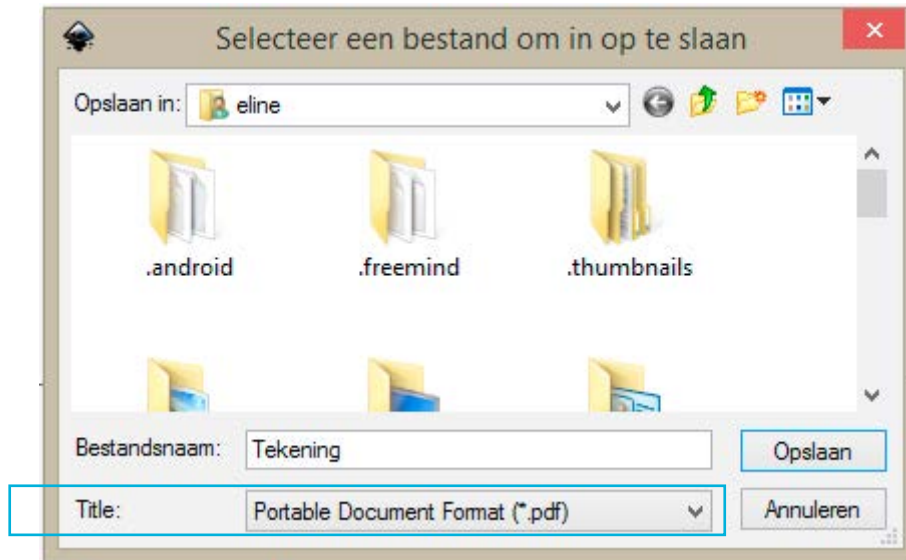 Selecteer een bestand om in op te slaan
Opslaan in: eline
.android .freemind .thumbnails
Bestandsnaam: Tekening Opslaan
Title: Portable Document Format (*.pdf) Annuleren